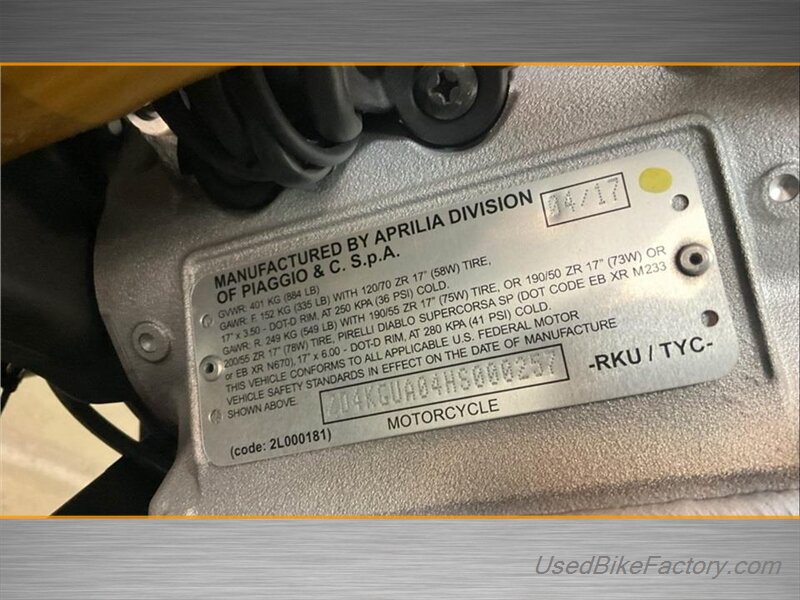 MANUFACTURED BY APRILIA DIVISION 04/17
OF PIAGGIO & C. S.p.A.
GVWR: 401 KG (884 LB)
GAWR: F. 152 KG (335 LB) WITH 120/70 ZR 17" (58W) TIRE,
17" x 3.50 - DOT-D RIM, AT 250 KPA (36 PSI) COLD.
GAWR: R. 249 KG (549 LB) WITH 190/55 ZR 17" (75W) TIRE, OR 190/50 ZR 17" (73W) OR
200/55 ZR 17" (78W) TIRE, PIRELLI DIABLO SUPERCORSA SP (DOT CODE EB XR M233
or EB XR N670), 17" x 6.00 - DOT-D RIM, AT 280 KPA (41 PSI) COLD.
THIS VEHICLE CONFORMS TO ALL APPLICABLE U.S. FEDERAL MOTOR
VEHICLE SAFETY STANDARDS IN EFFECT ON THE DATE OF MANUFACTURE
SHOWN ABOVE. ZD4KGUA04HS000257 -RKU / TYC-
(code: 2L000181) MOTORCYCLE
UsedBikeFactory.com